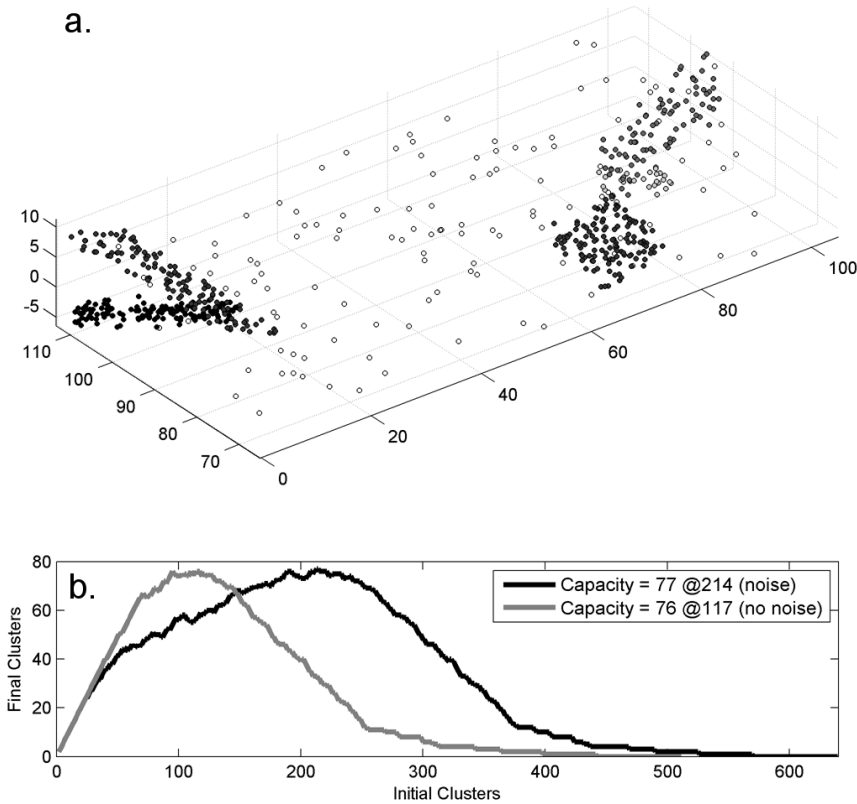 a.
10
5
0
-5
110
100
90
80
70
0
20
40
60
80
100
b.
80
60
40
20
0
Final Clusters
Capacity = 77 @214 (noise)
Capacity = 76 @117 (no noise)
0 100 200 300 400 500 600
Initial Clusters